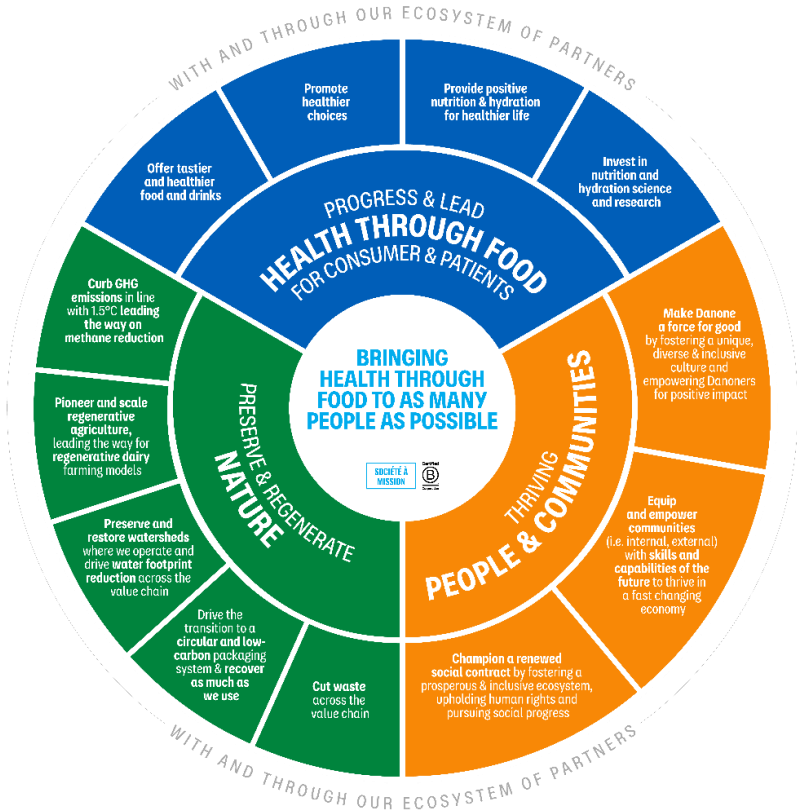 WITH AND THROUGH OUR ECOSYSTEM OF PARTNERS
Offer tastier
and healthier
food and drinks
Promote
healthier
choices
Provide positive
nutrition & hydration
for healthier life
Invest in
nutrition and
hydration science
and research
PROGRESS & LEAD
HEALTH THROUGH FOOD
FOR CONSUMER & PATIENTS
Make Danone
a force for good
by fostering a unique,
diverse & inclusive
culture and
empowering Danoners
for positive impact
Equip
and empower
communities
(i.e. internal, external)
with skills and
capabilities of the
future to thrive in
a fast changing
economy
Champion a renewed
social contract by fostering a
prosperous & inclusive ecosystem,
upholding human rights and
pursuing social progress
THRIVING
PEOPLE & COMMUNITIES
Cut waste
across the
value chain
Drive the
transition to a
circular and low-
carbon packaging
system & recover
as much as
we use
Preserve and
restore watersheds
where we operate and
drive water footprint
reduction across the
value chain
Pioneer and scale
regenerative
agriculture,
leading the way for
regenerative dairy
farming models
Curb GHG
emissions in line
with 1.5°C leading
the way on
methane reduction
PRESERVE & REGENERATE
NATURE
BRINGING
HEALTH THROUGH
FOOD TO AS MANY
PEOPLE AS POSSIBLE
SOCIÉTÉ À
MISSION
Certified
B
Corporation
WITH AND THROUGH OUR ECOSYSTEM OF PARTNERS